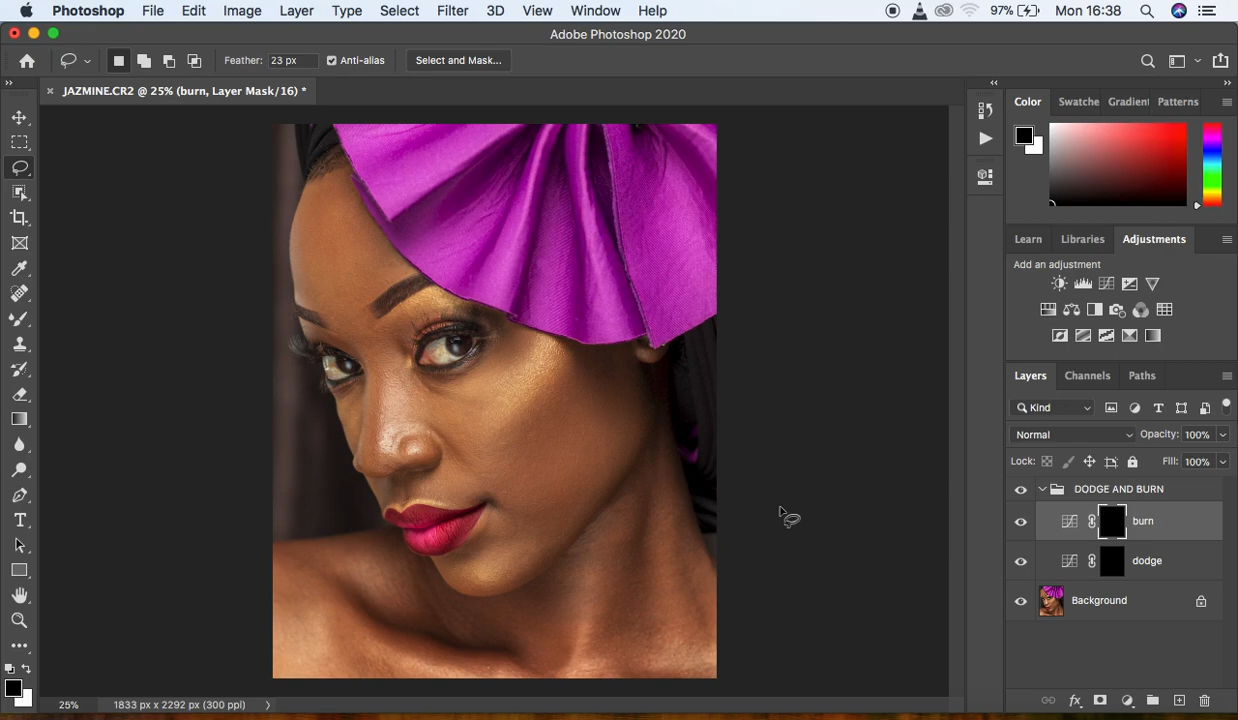 Photoshop File Edit Image Layer Type Select Filter 3D View Window Help 97% Mon 16:38
Adobe Photoshop 2020
Feather: 23 px Anti-alias Select and Mask...
JAZMINE.CR2 @ 25% (burn, Layer Mask/16) *
Color Swatche Gradien Patterns
Learn Libraries Adjustments
Add an adjustment
Layers Channels Paths
Kind
Normal Opacity: 100%
Lock: Fill: 100%
DODGE AND BURN
burn
dodge
Background
25% 1833 px x 2292 px (300 ppi)